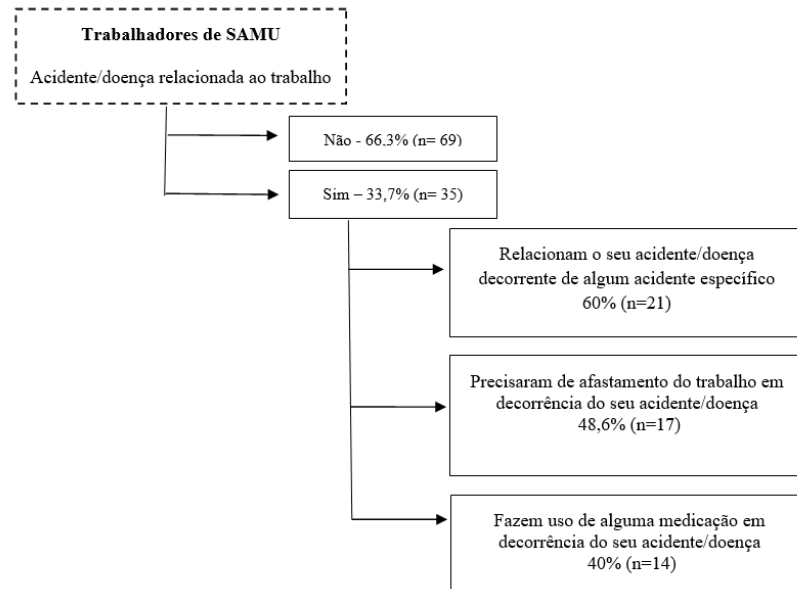 Trabalhadores de SAMU
Acidente/doença relacionada ao trabalho
Não - 66,3% (n= 69)
Sim – 33,7% (n= 35)
Relacionam o seu acidente/doença
decorrente de algum acidente específico
60% (n=21)
Precisaram de afastamento do trabalho em
decorrência do seu acidente/doença
48,6% (n=17)
Fazem uso de alguma medicação em
decorrência do seu acidente/doença
40% (n=14)